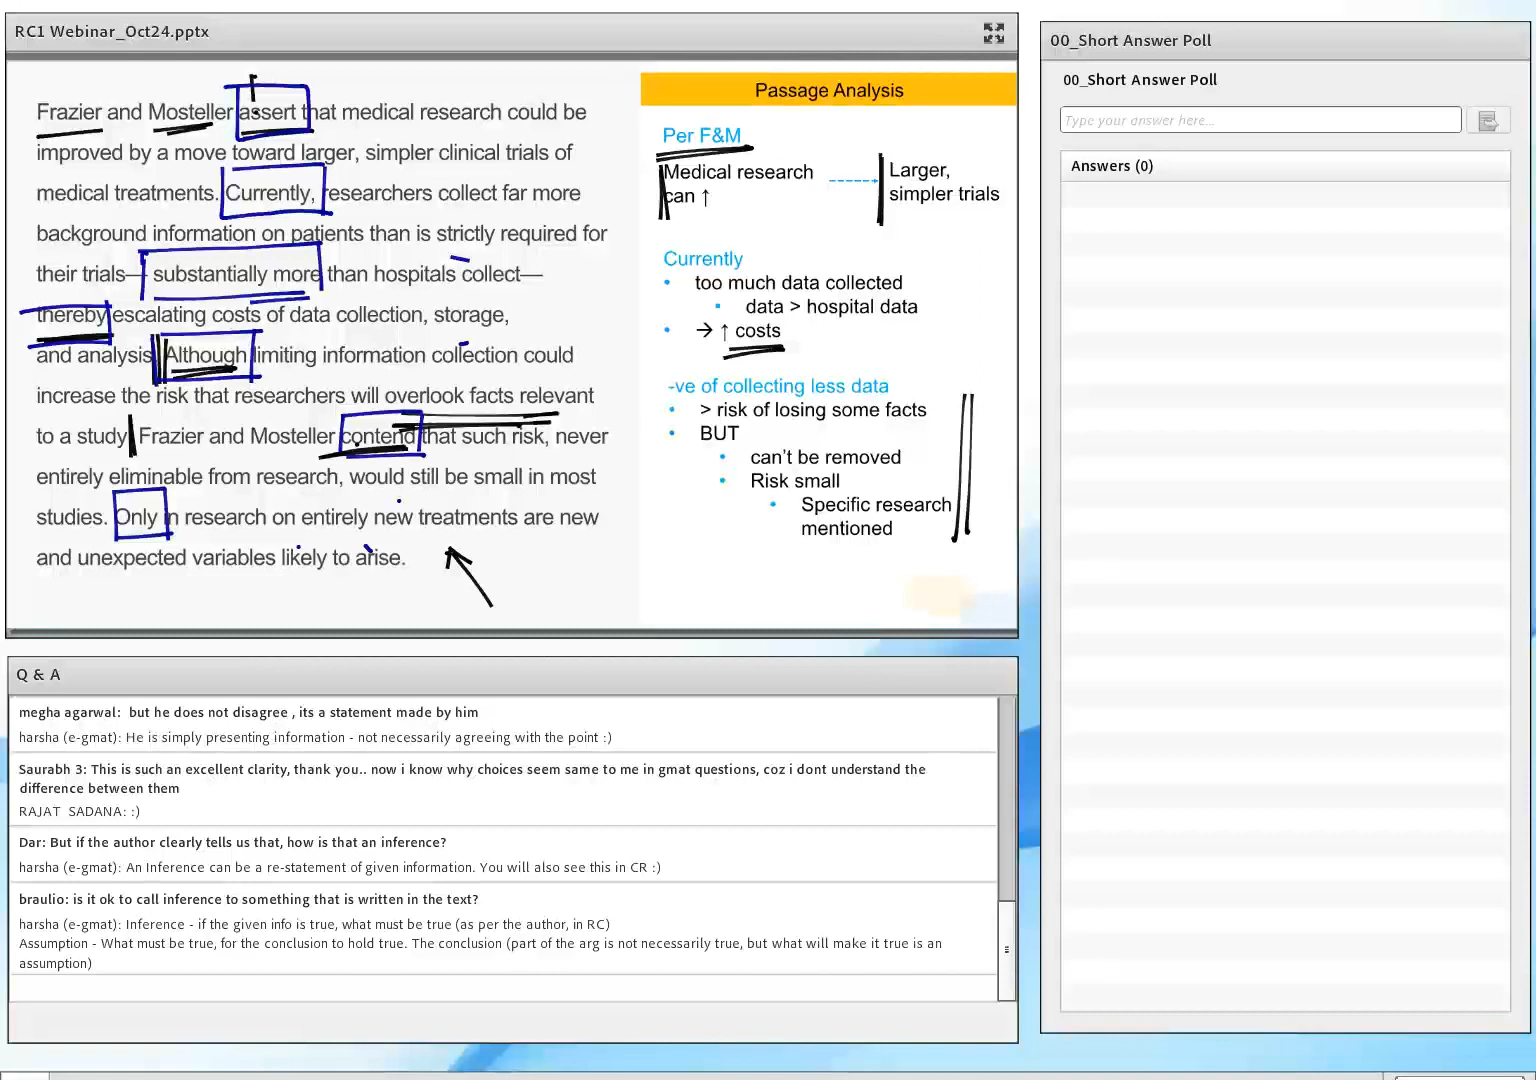 RC1 Webinar_Oct24.pptx
Frazier and Mosteller assert that medical research could be
improved by a move toward larger, simpler clinical trials of
medical treatments. Currently, researchers collect far more
background information on patients than is strictly required for
their trials— substantially more than hospitals collect—
thereby escalating costs of data collection, storage,
and analysis. Although limiting information collection could
increase the risk that researchers will overlook facts relevant
to a study, Frazier and Mosteller contend that such risk, never
entirely eliminable from research, would still be small in most
studies. Only in research on entirely new treatments are new
and unexpected variables likely to arise.
Passage Analysis
Per F&M
Medical research
can ↑
Larger,
simpler trials
Currently
• too much data collected
• data > hospital data
• → ↑ costs
-ve of collecting less data
• > risk of losing some facts
• BUT
• can't be removed
• Risk small
• Specific research
mentioned
Q & A
megha agarwal: but he does not disagree , its a statement made by him
harsha (e-gmat): He is simply presenting information - not necessarily agreeing with the point :)
Saurabh 3: This is such an excellent clarity, thank you.. now i know why choices seem same to me in gmat questions, coz i dont understand the
difference between them
RAJAT SADANA: :)
Dar: But if the author clearly tells us that, how is that an inference?
harsha (e-gmat): An Inference can be a re-statement of given information. You will also see this in CR :)
braulio: is it ok to call inference to something that is written in the text?
harsha (e-gmat): Inference - if the given info is true, what must be true (as per the author, in RC)
Assumption - What must be true, for the conclusion to hold true. The conclusion (part of the arg is not necessarily true, but what will make it true is an
assumption)
00_Short Answer Poll
00_Short Answer Poll
Type your answer here...
Answers (0)